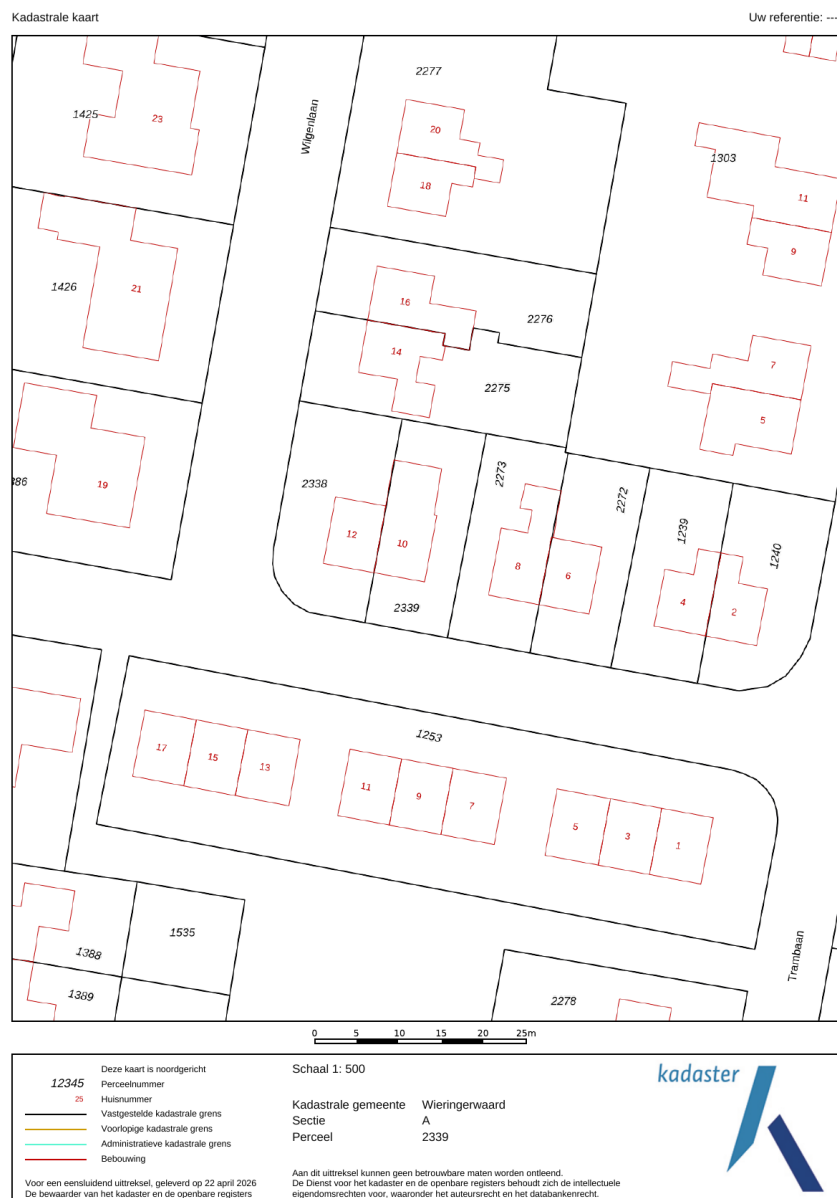 Kadastrale kaart
Uw referentie: ---
2277
1425
23
Wilgenlaan
20
1303
18
11
9
1426
21
16
2276
14
7
2275
5
2338
2273
2272
1239
1240
386
19
12
10
8
6
4
2
2339
1253
17
15
13
11
9
7
5
3
1
1535
1388
1389
Trambaan
2278
0 5 10 15 20 25m
Deze kaart is noordgericht
12345 Perceelnummer
25 Huisnummer
Vastgestelde kadastrale grens
Voorlopige kadastrale grens
Administratieve kadastrale grens
Bebouwing
Voor een eensluidend uittreksel, geleverd op 22 april 2026
De bewaarder van het kadaster en de openbare registers
Schaal 1: 500
Kadastrale gemeente Wieringerwaard
Sectie A
Perceel 2339
Aan dit uittreksel kunnen geen betrouwbare maten worden ontleend.
De Dienst voor het kadaster en de openbare registers behoudt zich de intellectuele
eigendomsrechten voor, waaronder het auteursrecht en het databankenrecht.
kadaster